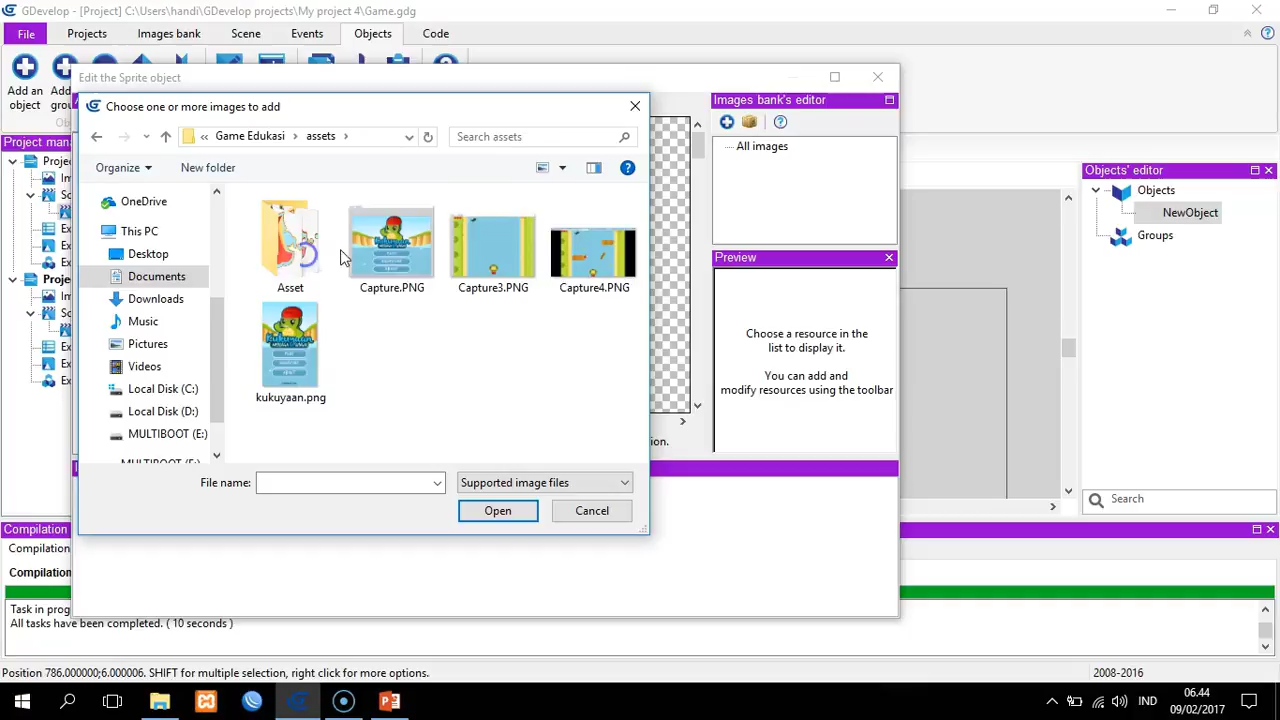 GDevelop - [Project] C:\Users\handi\GDevelop projects\My project 4\Game.gdg
File Projects Images bank Scene Events Objects Code
Add an
object
Edit the Sprite object
Choose one or more images to add
« Game Edukasi › assets ›
Search assets
Organize
New folder
OneDrive
This PC
Desktop
Documents
Downloads
Music
Pictures
Videos
Local Disk (C:)
Local Disk (D:)
MULTIBOOT (E:)
Asset
Capture.PNG
Capture3.PNG
Capture4.PNG
kukuyaan.png
File name:
Supported image files
Open
Cancel
Images bank's editor
All images
Preview
Choose a resource in the
list to display it.
You can add and
modify resources using the toolbar
Objects' editor
Objects
NewObject
Groups
Search
Project man
Compilation
Compilation
Compilation
Task in prog
All tasks have been completed. ( 10 seconds )
Position 786.000000;6.000006. SHIFT for multiple selection, right click for more options.
2008-2016
IND
06.44
09/02/2017